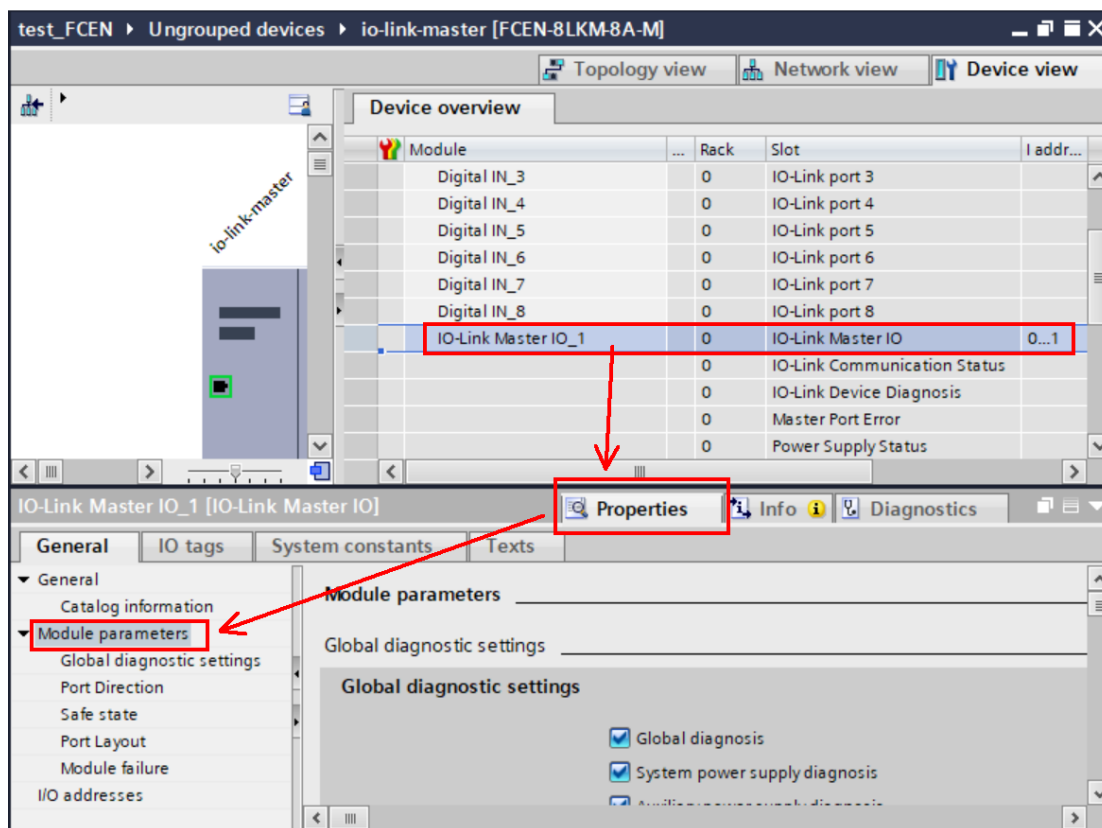 test_FCEN ▸ Ungrouped devices ▸ io-link-master [FCEN-8LKM-8A-M]
Topology view Network view Device view
Device overview
Module ... Rack Slot I addr...
Digital IN_3 0 IO-Link port 3
Digital IN_4 0 IO-Link port 4
Digital IN_5 0 IO-Link port 5
Digital IN_6 0 IO-Link port 6
Digital IN_7 0 IO-Link port 7
Digital IN_8 0 IO-Link port 8
IO-Link Master IO_1 0 IO-Link Master IO 0...1
0 IO-Link Communication Status
0 IO-Link Device Diagnosis
0 Master Port Error
0 Power Supply Status
io-link-master
IO-Link Master IO_1 [IO-Link Master IO]
Properties Info Diagnostics
General IO tags System constants Texts
General
Catalog information
Module parameters
Global diagnostic settings
Port Direction
Safe state
Port Layout
Module failure
I/O addresses
Module parameters
Global diagnostic settings
Global diagnostic settings
Global diagnosis
System power supply diagnosis